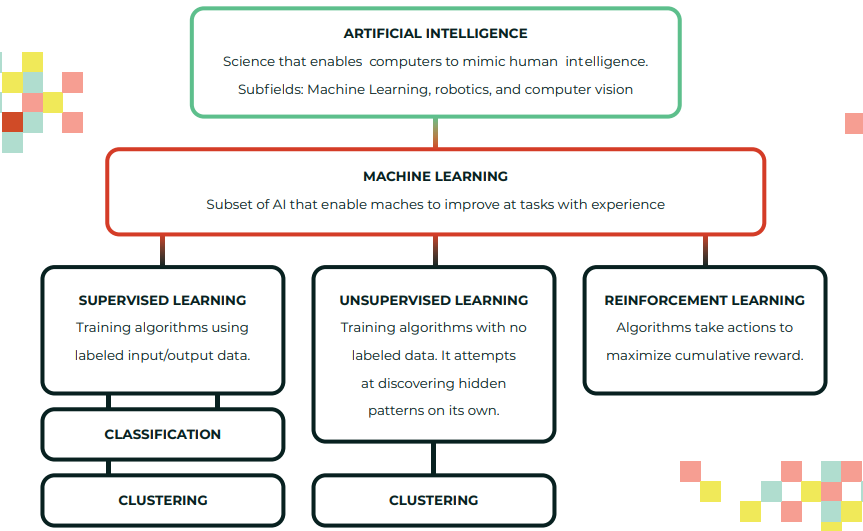 ARTIFICIAL INTELLIGENCE
Science that enables computers to mimic human intelligence.
Subfields: Machine Learning, robotics, and computer vision
MACHINE LEARNING
Subset of AI that enable maches to improve at tasks with experience
SUPERVISED LEARNING
Training algorithms using
labeled input/output data.
CLASSIFICATION
CLUSTERING
UNSUPERVISED LEARNING
Training algorithms with no
labeled data. It attempts
at discovering hidden
patterns on its own.
CLUSTERING
REINFORCEMENT LEARNING
Algorithms take actions to
maximize cumulative reward.